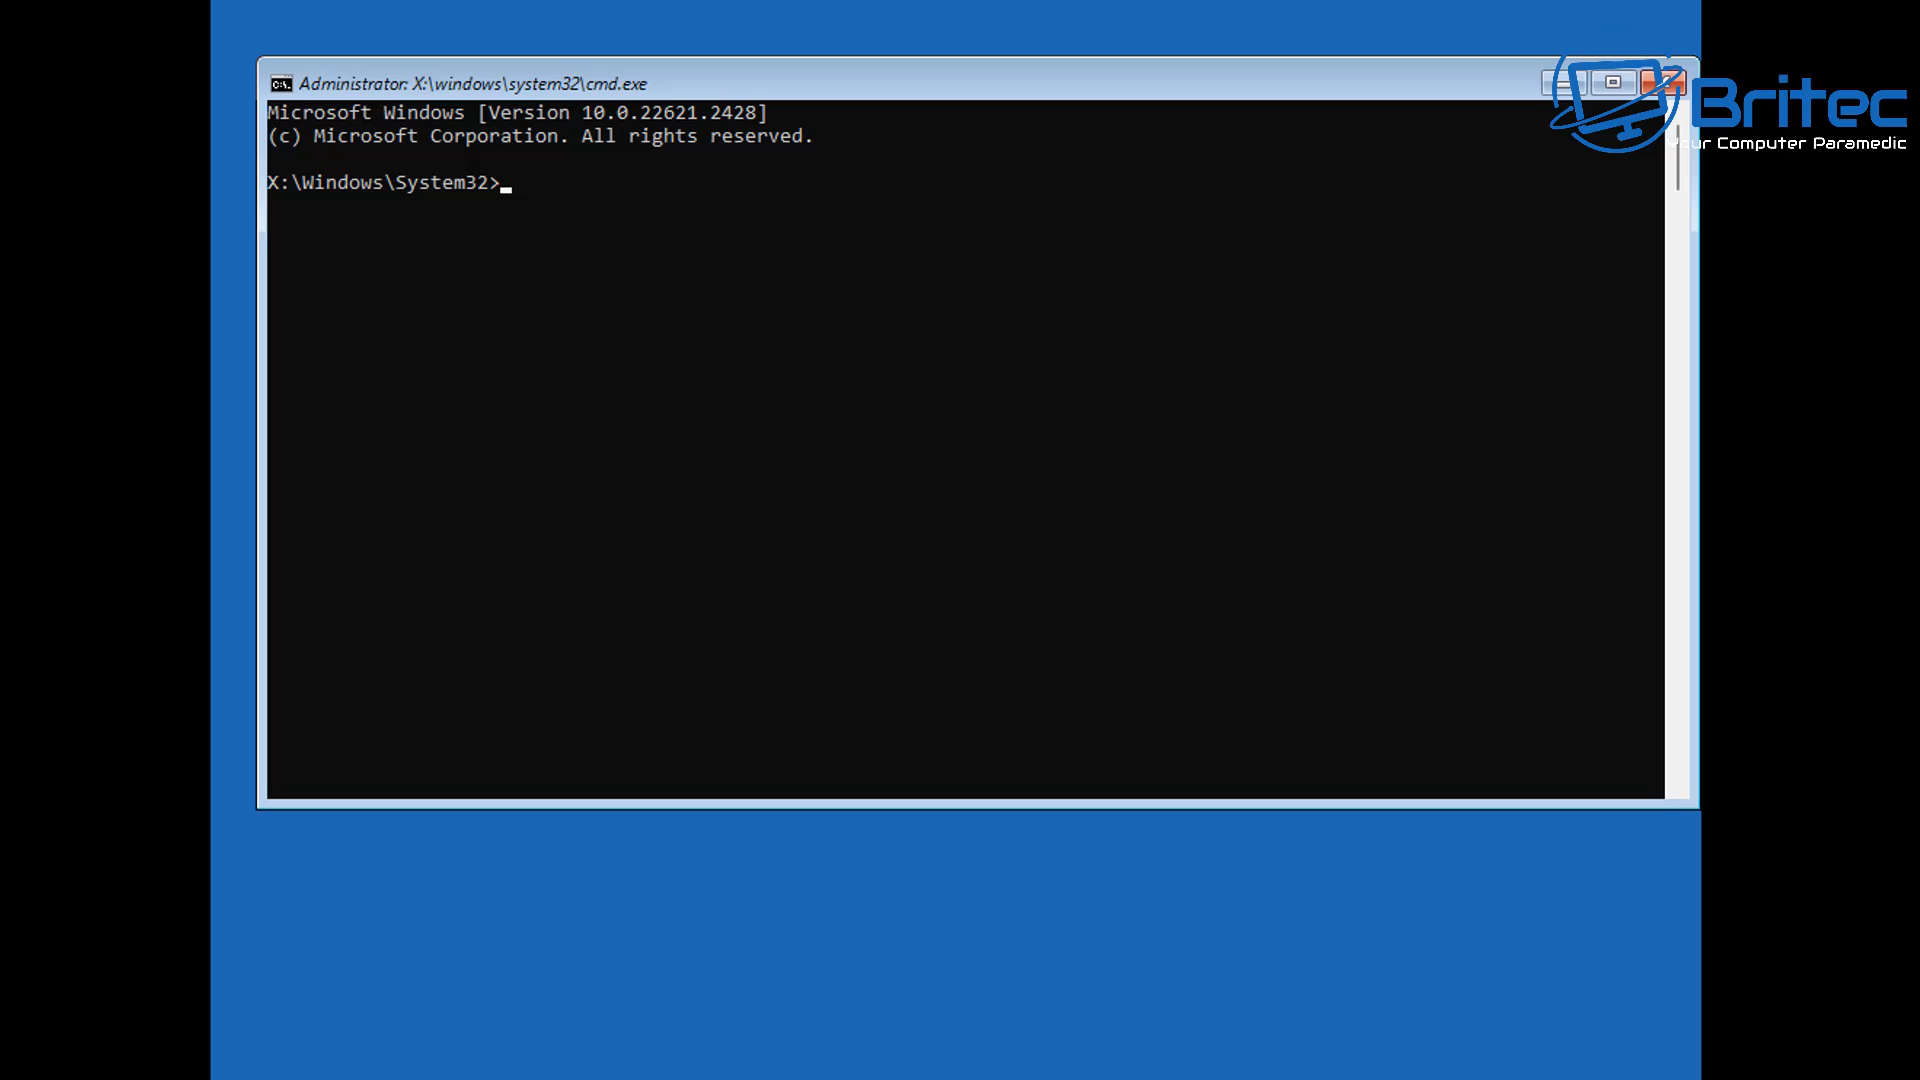 Administrator: X:\windows\system32\cmd.exe
Microsoft Windows [Version 10.0.22621.2428]
(c) Microsoft Corporation. All rights reserved.
X:\Windows\System32>
Britec
Your Computer Paramedic